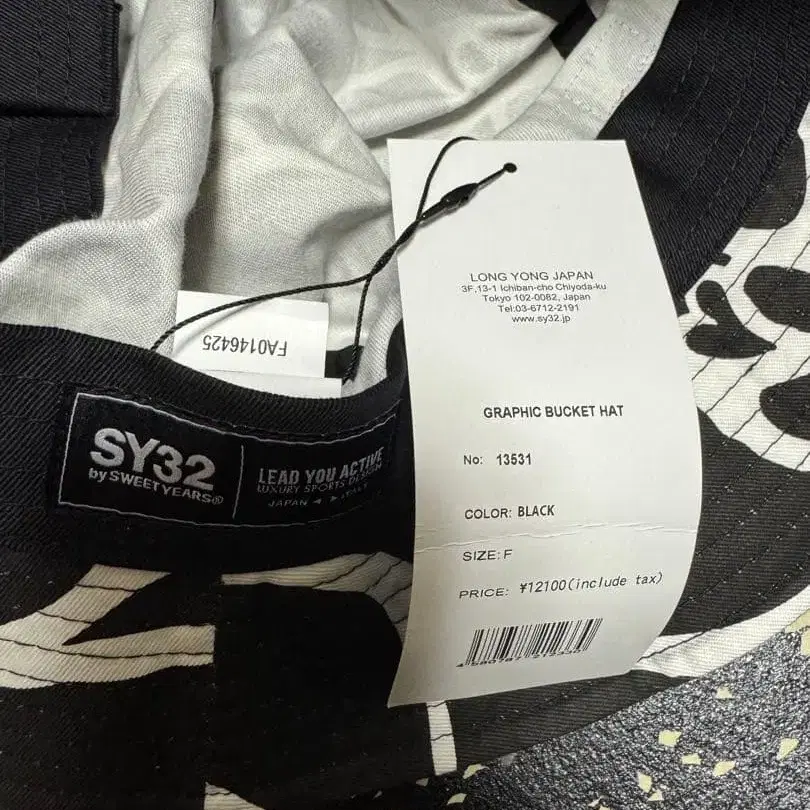 LONG YONG JAPAN
3F,13-1 Ichiban-cho Chiyoda-ku
Tokyo 102-0082, Japan
Tel:03-6712-2191
www.sy32.jp
GRAPHIC BUCKET HAT
No: 13531
COLOR: BLACK
SIZE: F
PRICE: ¥12100(include tax)
FA0146425
SY32
by SWEET YEARS®
LEAD YOU ACTIVE
LUXURY SPORTS DESIGN
JAPAN